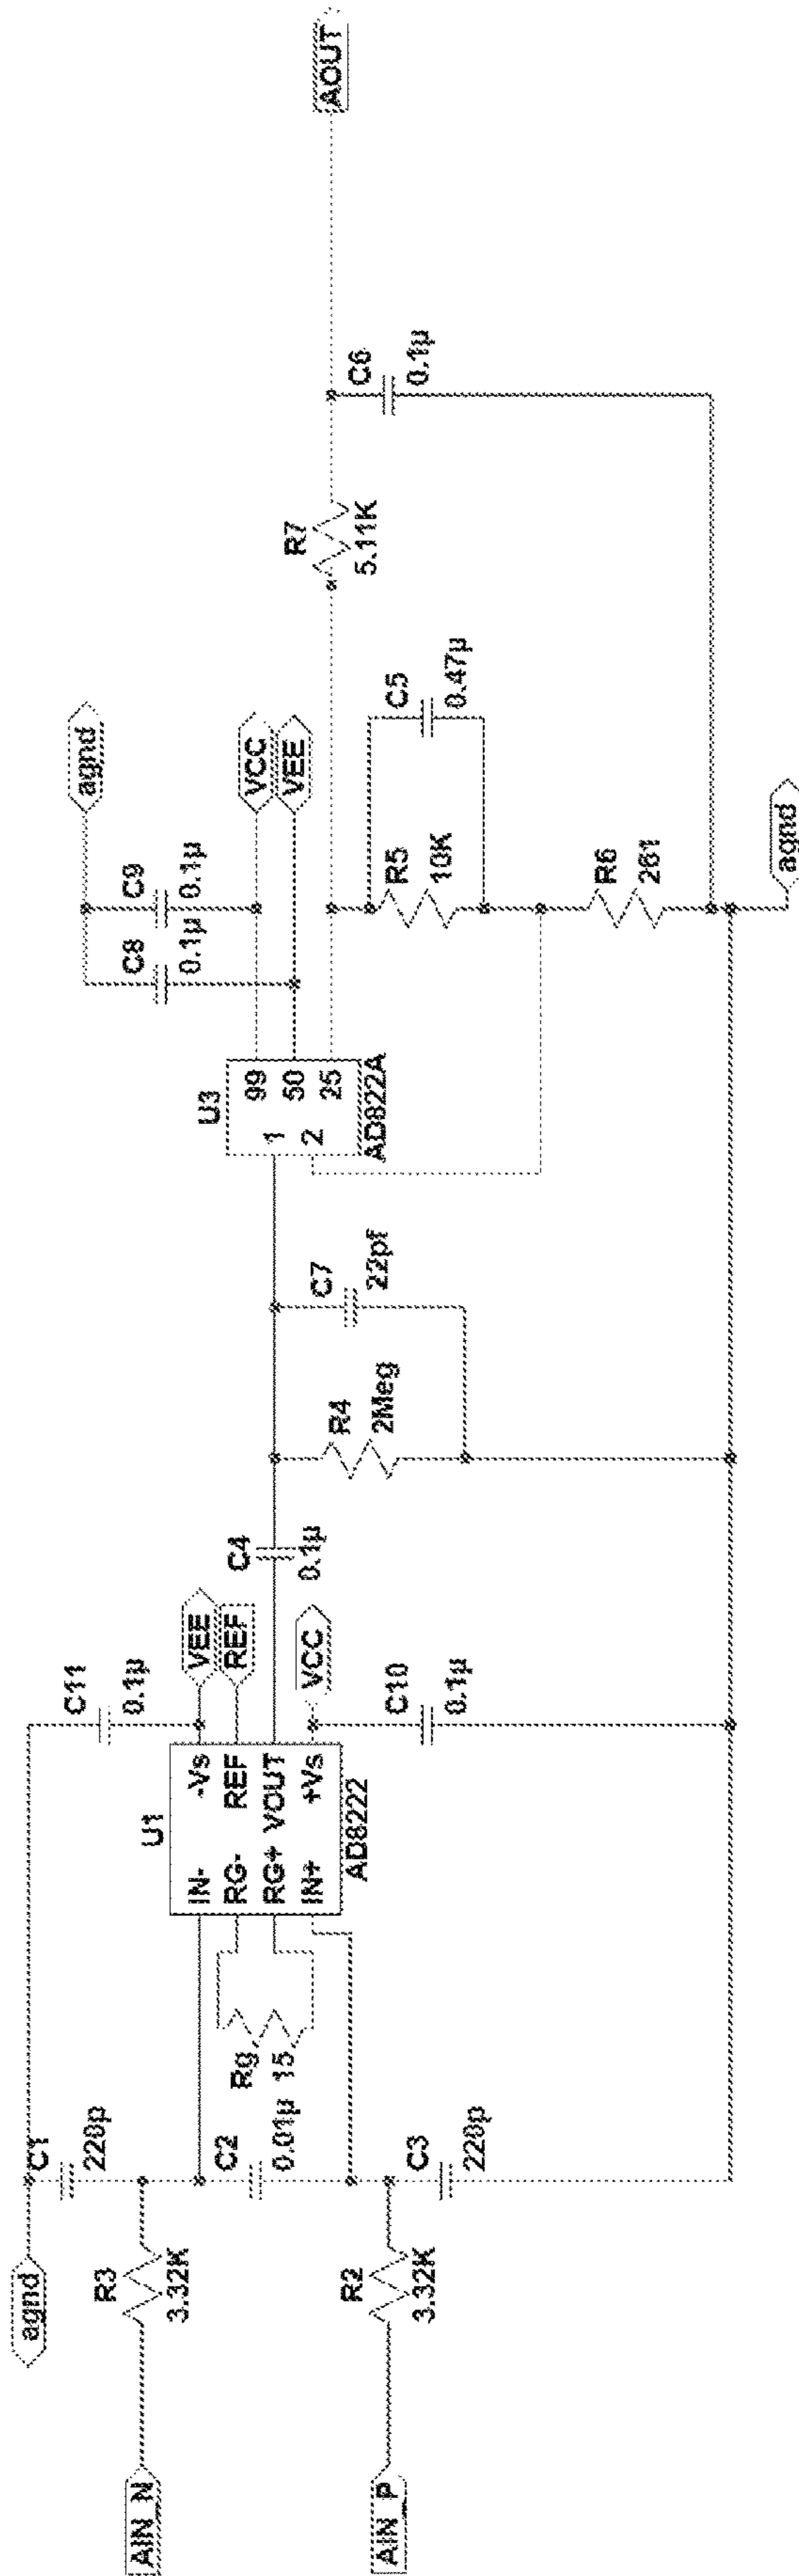 agnd
C1
220p
AIN_N
R3
3.32K
C2
0.01µ
AIN_P
R2
3.32K
C3
220p
Rg
15
C11
0.1µ
U1
IN-
-Vs
RG-
REF
RG+
VOUT
IN+
+Vs
AD8222
VEE
REF
VCC
C10
0.1µ
C4
0.1µ
R4
2Meg
C7
22pf
U3
99
1
50
2
25
AD822A
C8
0.1µ
C9
0.1µ
agnd
VCC
VEE
R5
10K
C5
0.47µ
R6
261
agnd
R7
5.11K
C6
0.1µ
AOUT